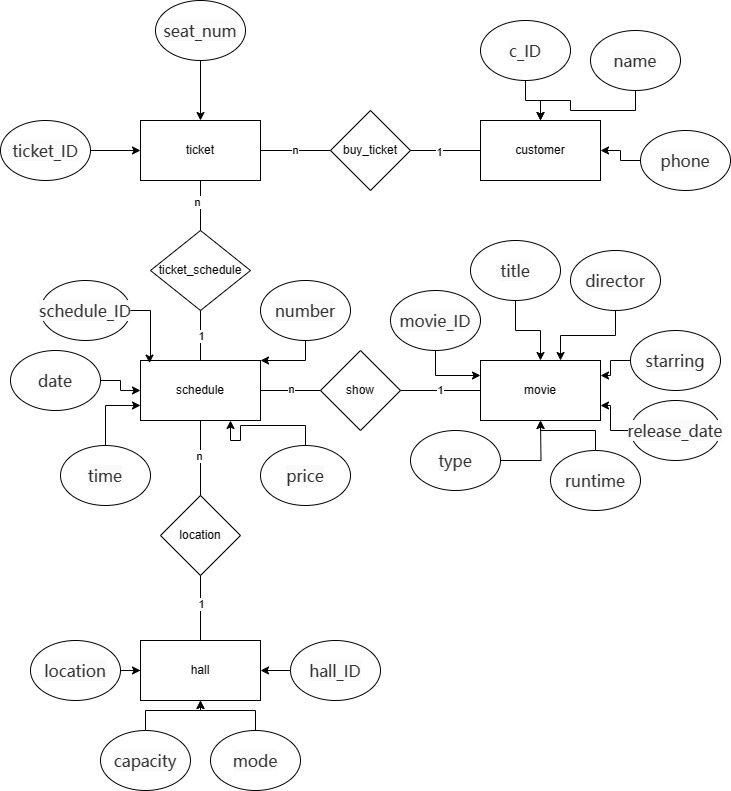 seat_num
c_ID
name
ticket_ID
ticket
n
buy_ticket
1
customer
phone
n
ticket_schedule
title
director
schedule_ID
number
movie_ID
1
date
schedule
n
show
1
movie
starring
release_date
time
n
price
type
runtime
location
1
location
hall
hall_ID
capacity
mode